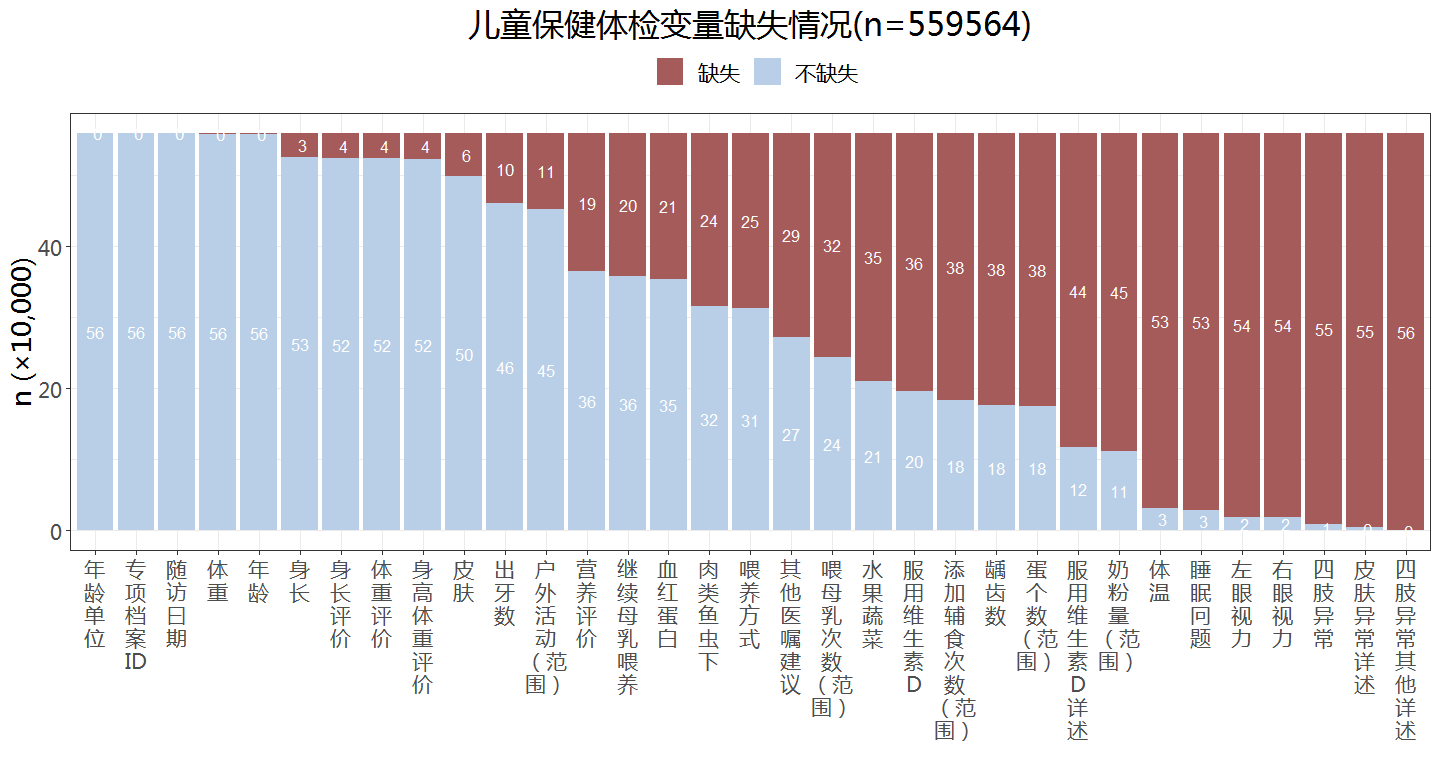 儿童保健体检变量缺失情况(n=559564)
缺失 不缺失
n (×10,000)
40
20
0
0 0 0 0 0 3 4 4 4 6 10 11 19 20 21 24 25 29 32 35 36 38 38 38 44 45 53 53 54 54 55 55 56
56 56 56 56 56 53 52 52 52 50 46 45 36 36 35 32 31 27 24 21 20 18 18 18 12 11 3 3 2 2 1 0 0
年龄单位
专项档案ID
随访日期
体重
年龄
身长
身长评价
体重评价
身高体重评价
皮肤
出牙数
户外活动（范围）
营养评价
继续母乳喂养
血红蛋白
肉类鱼虫下
喂养方式
其他医嘱建议
喂母乳次数（范围）
水果蔬菜
服用维生素D
添加辅食次数（范围）
龋齿数
蛋个数（范围）
服用维生素D详述
奶粉量（范围）
体温
睡眠问题
左眼视力
右眼视力
四肢异常
皮肤异常详述
四肢异常其他详述